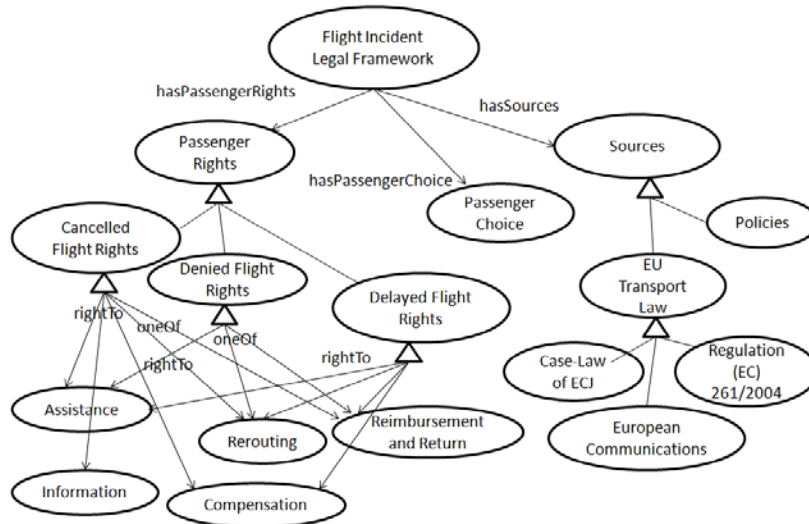 Flight Incident
Legal Framework
hasPassengerRights
hasSources
Passenger
Rights
Sources
hasPassengerChoice
Passenger
Choice
Policies
Cancelled
Flight Rights
Denied Flight
Rights
Delayed Flight
Rights
EU
Transport
Law
rightTo
oneOf
rightTo
oneOf
rightTo
Case-Law
of ECJ
Regulation
(EC)
261/2004
Assistance
Rerouting
Reimbursement
and Return
European
Communications
Information
Compensation